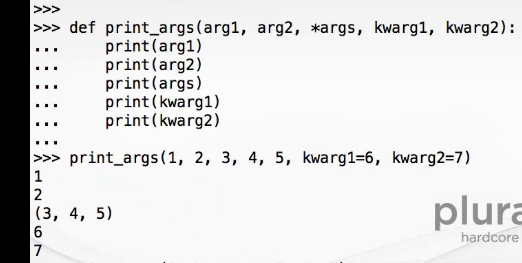 >>>
>>> def print_args(arg1, arg2, *args, kwarg1, kwarg2):
...     print(arg1)
...     print(arg2)
...     print(args)
...     print(kwarg1)
...     print(kwarg2)
...
>>> print_args(1, 2, 3, 4, 5, kwarg1=6, kwarg2=7)
1
2
(3, 4, 5)
6
7
plura
hardcore